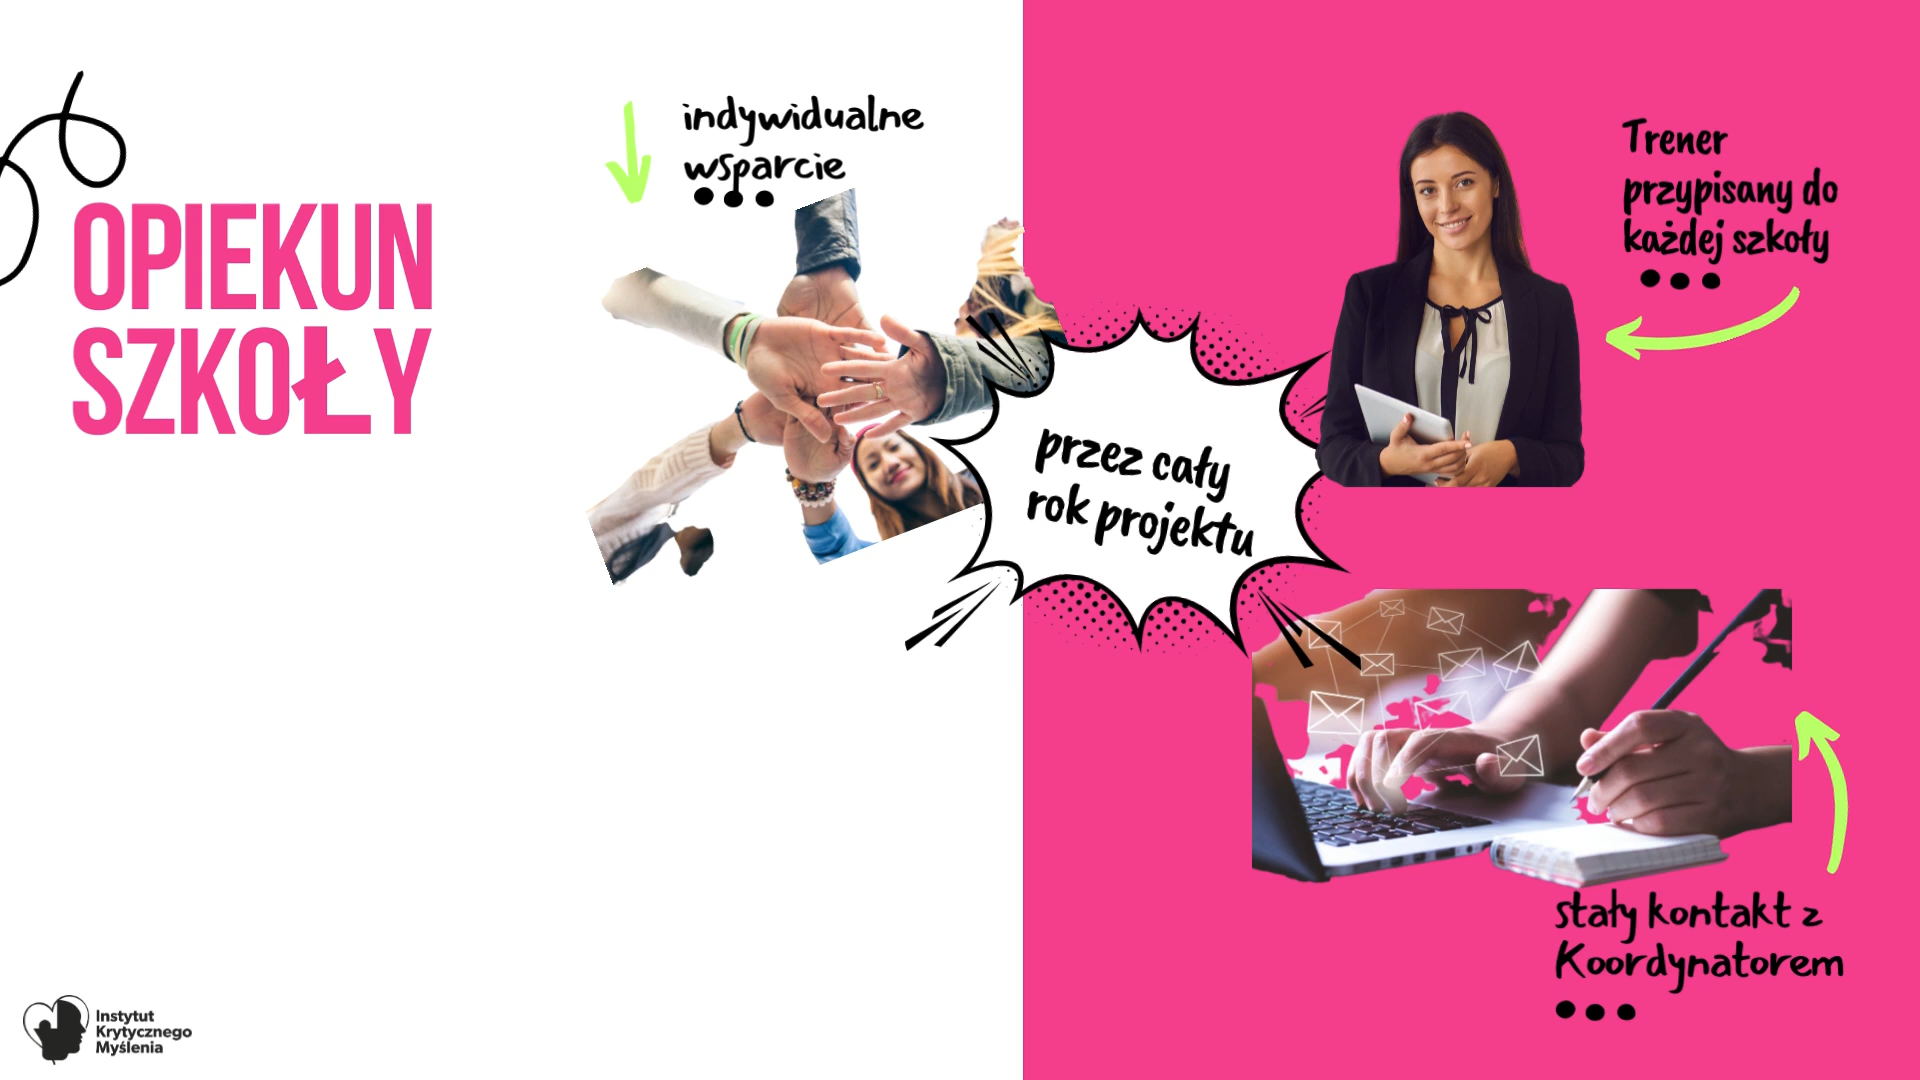 OPIEKUN
SZKOŁY
indywidualne
wsparcie
Trener
przypisany do
każdej szkoły
przez cały
rok projektu
stały kontakt z
Koordynatorem
Instytut
Krytycznego
Myślenia